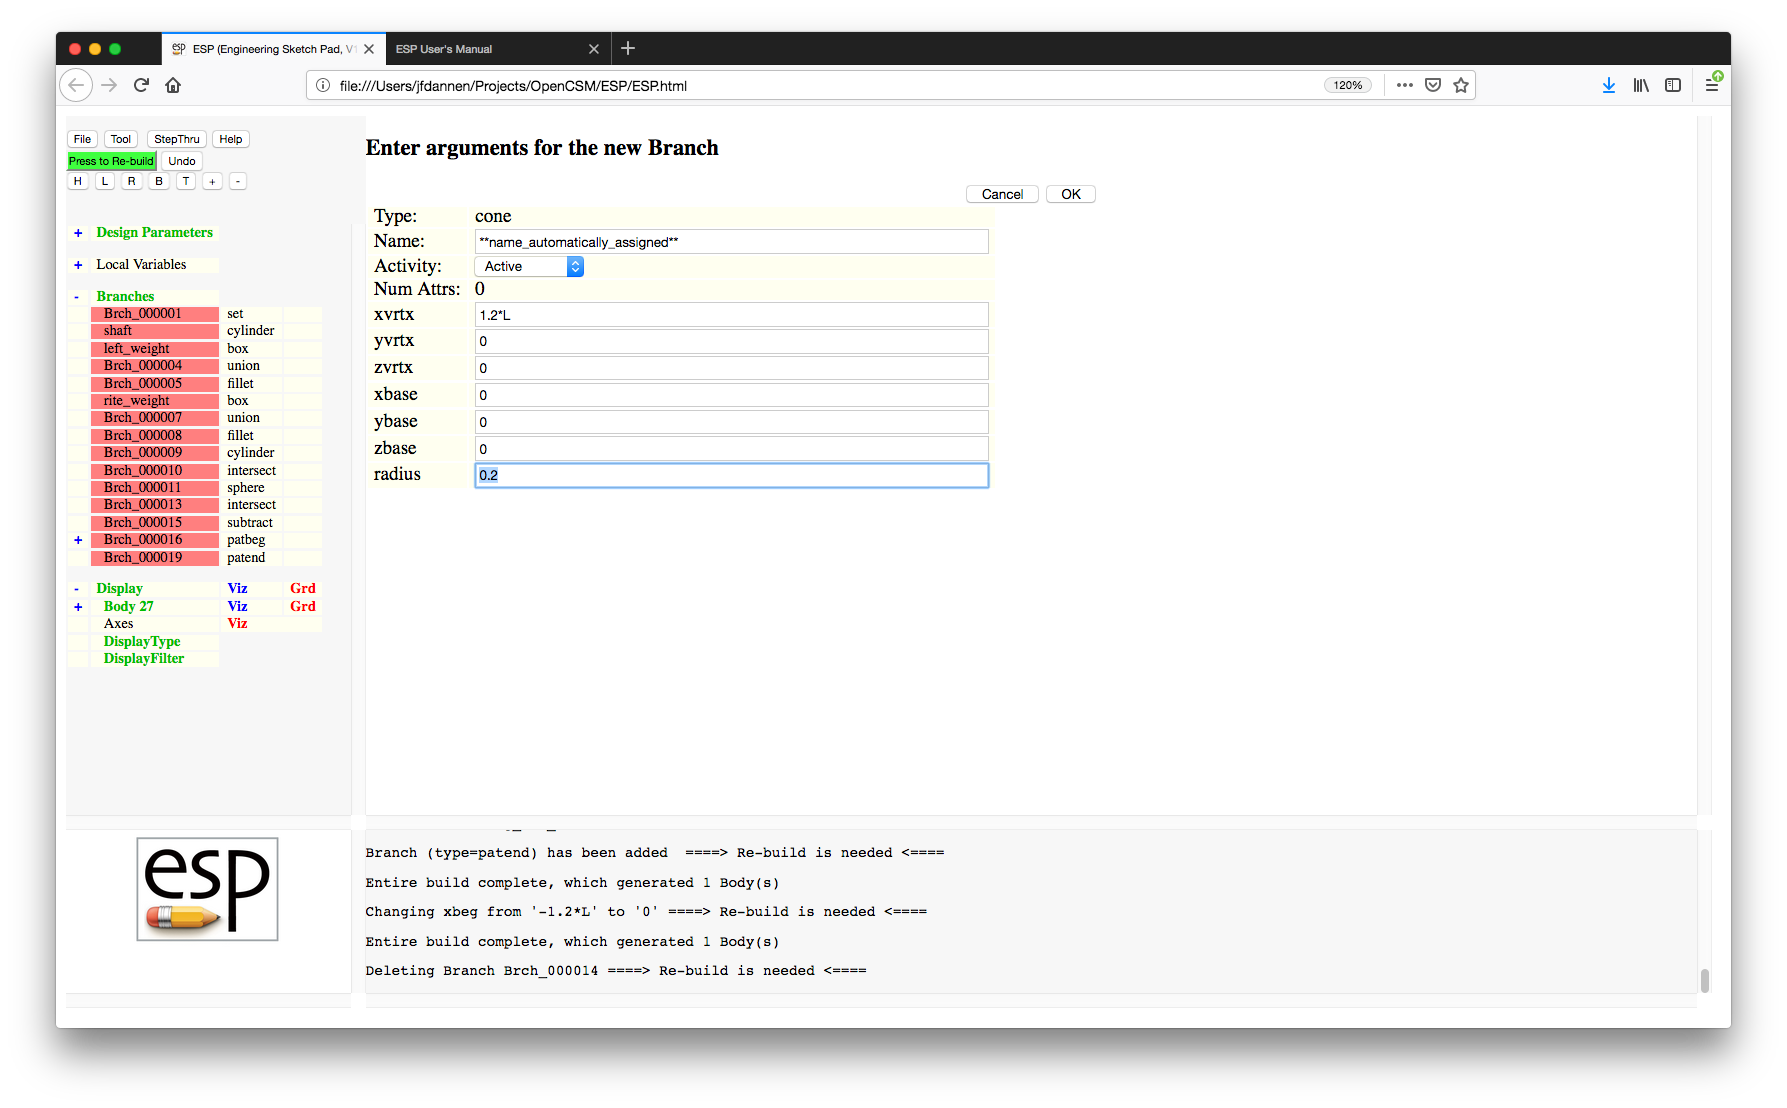 ESP (Engineering Sketch Pad, V1
ESP User's Manual
file:///Users/jfdannen/Projects/OpenCSM/ESP/ESP.html
120%
File Tool StepThru Help
Press to Re-build Undo
H L R B T + -
+ Design Parameters
+ Local Variables
- Branches
Brch_000001 set
shaft cylinder
left_weight box
Brch_000004 union
Brch_000005 fillet
rite_weight box
Brch_000007 union
Brch_000008 fillet
Brch_000009 cylinder
Brch_000010 intersect
Brch_000011 sphere
Brch_000013 intersect
Brch_000015 subtract
+ Brch_000016 patbeg
Brch_000019 patend
- Display Viz Grd
+ Body 27 Viz Grd
Axes Viz
DisplayType
DisplayFilter
Enter arguments for the new Branch
Cancel OK
Type: cone
Name: **name_automatically_assigned**
Activity: Active
Num Attrs: 0
xvrtx 1.2*L
yvrtx 0
zvrtx 0
xbase 0
ybase 0
zbase 0
radius 0.2
esp
Branch (type=patend) has been added ====> Re-build is needed <====
Entire build complete, which generated 1 Body(s)
Changing xbeg from '-1.2*L' to '0' ====> Re-build is needed <====
Entire build complete, which generated 1 Body(s)
Deleting Branch Brch_000014 ====> Re-build is needed <====